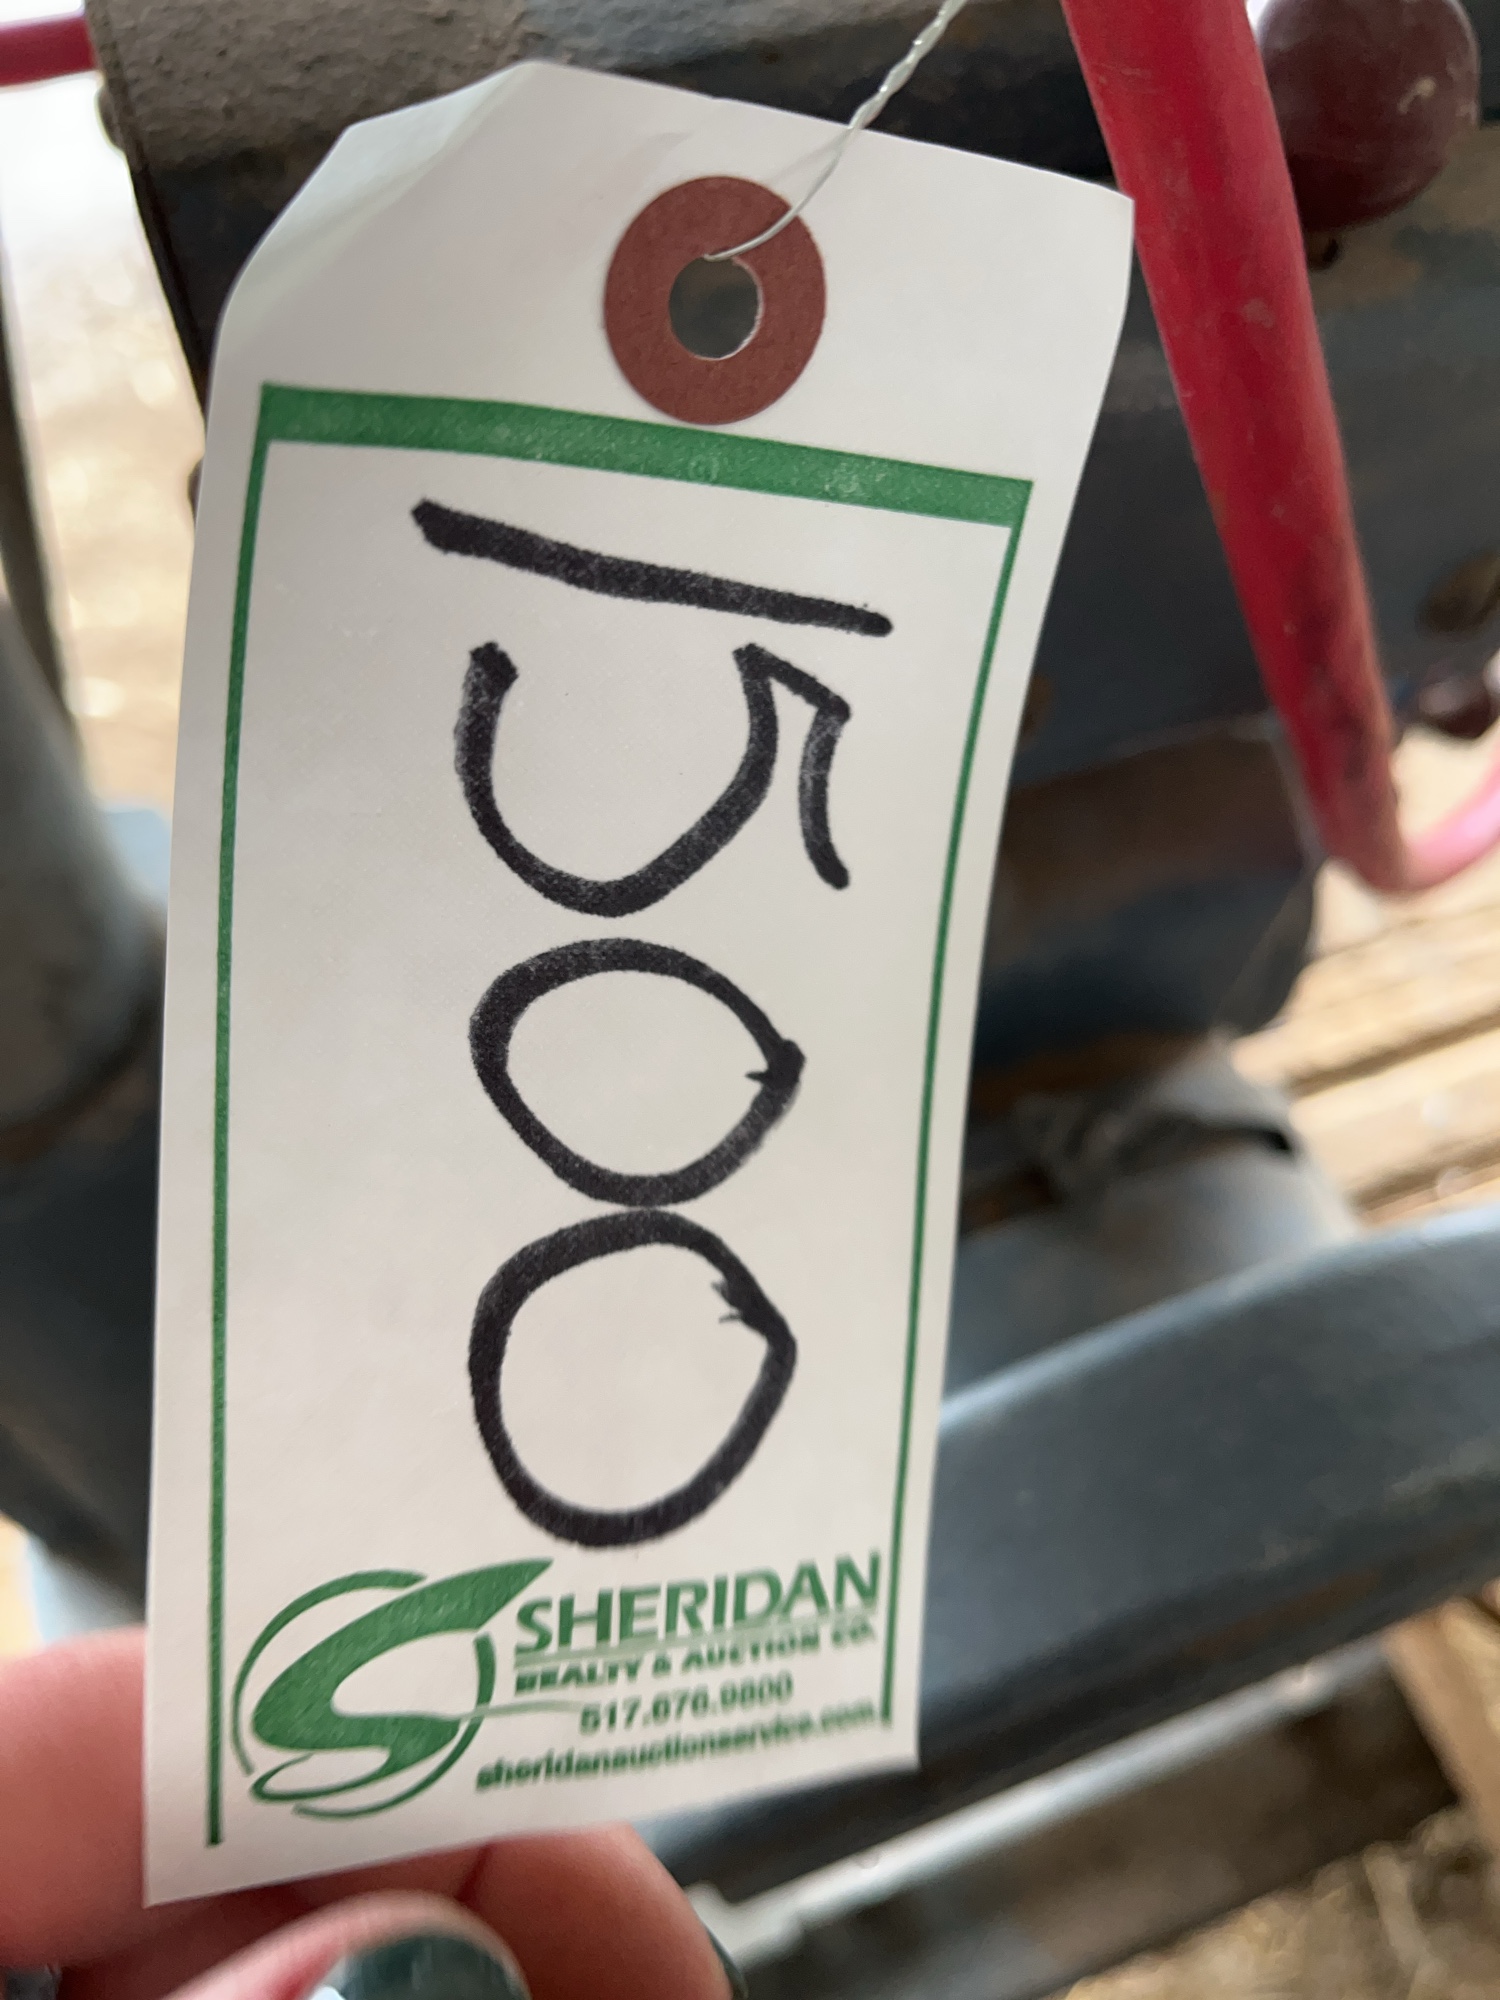 1500
SHERIDAN
REALTY & AUCTION CO.
517.676.9800
sheridanauctionservice.com